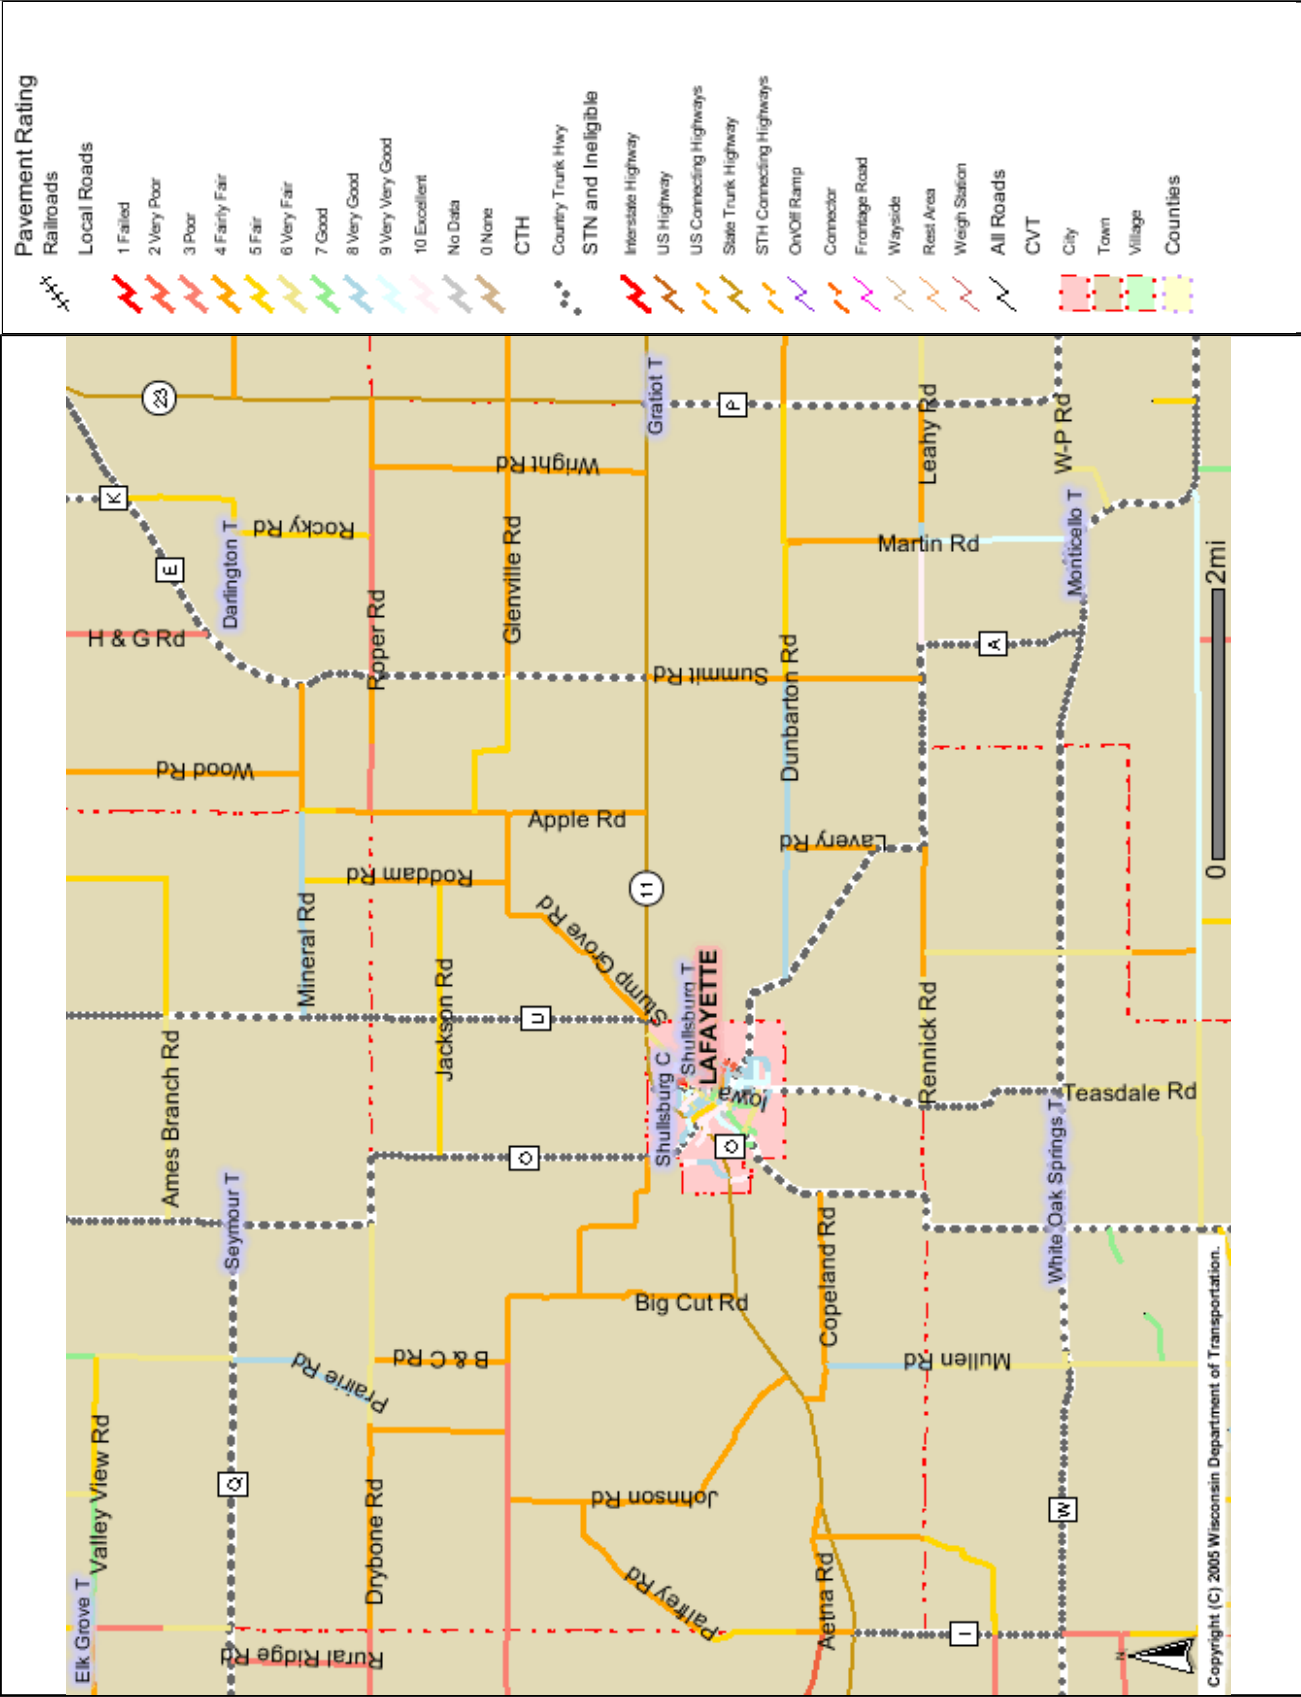 Pavement Rating
Railroads
Local Roads
1 Failed
2 Very Poor
3 Poor
4 Fairly Fair
5 Fair
6 Very Fair
7 Good
8 Very Good
9 Very Very Good
10 Excellent
No Data
0 None
CTH
Country Trunk Hwy
STN and Ineligible
Interstate Highway
US Highway
US Connecting Highways
State Trunk Highway
STH Connecting Highways
On/Off Ramp
Connector
Frontage Road
Wayside
Rest Area
Weigh Station
All Roads
CVT
City
Town
Village
Counties
Elk Grove T
Valley View Rd
Ames Branch Rd
H & G Rd
K
23
E
Wood Rd
Rural Ridge Rd
Q
Seymour T
Darlington T
Rocky Rd
Prairie Rd
Mineral Rd
Drybone Rd
Roddam Rd
Roper Rd
B & C Rd
Jackson Rd
O
U
Stump Grove Rd
Apple Rd
Glenville Rd
Wright Rd
Palfrey Rd
Johnson Rd
Big Cut Rd
Shullsburg C
Shullsburg T
LAFAYETTE
11
Gratiot T
Summit Rd
P
O
Iowa
Aetna Rd
Copeland Rd
Lavery Rd
Dunbarton Rd
Mullen Rd
Rennick Rd
Martin Rd
Leahy Rd
I
A
W
White Oak Springs T
Teasdale Rd
Monticello T
W-P Rd
N
0
2mi
Copyright (C) 2005 Wisconsin Department of Transportation.